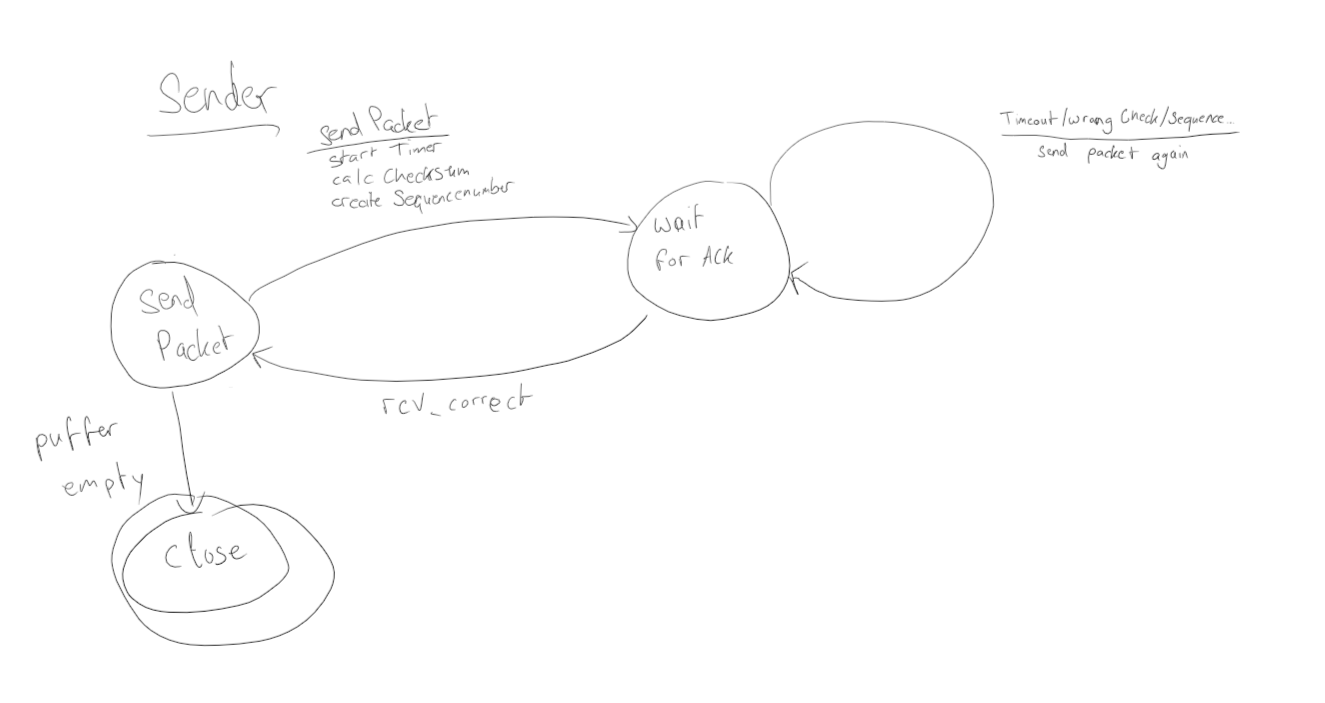 Sender
send Packet
start Timer
calc Checksum
create Sequencenumber
Timeout/wrong Check/Sequence..
send packet again
wait
for Ack
send
Packet
rcv_correct
puffer
empty
close